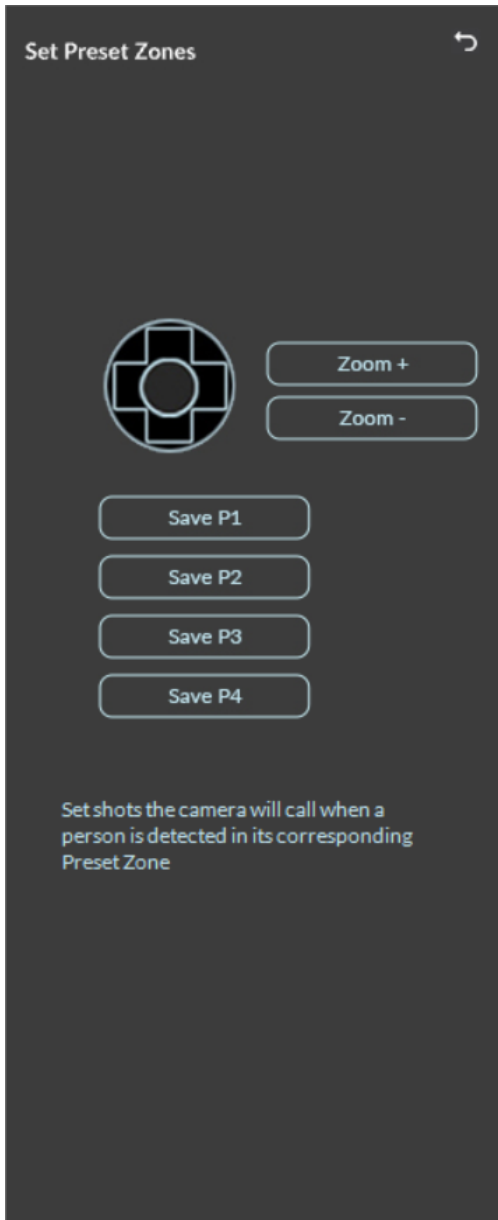 Set Preset Zones
Zoom +
Zoom -
Save P1
Save P2
Save P3
Save P4
Set shots the camera will call when a
person is detected in its corresponding
Preset Zone